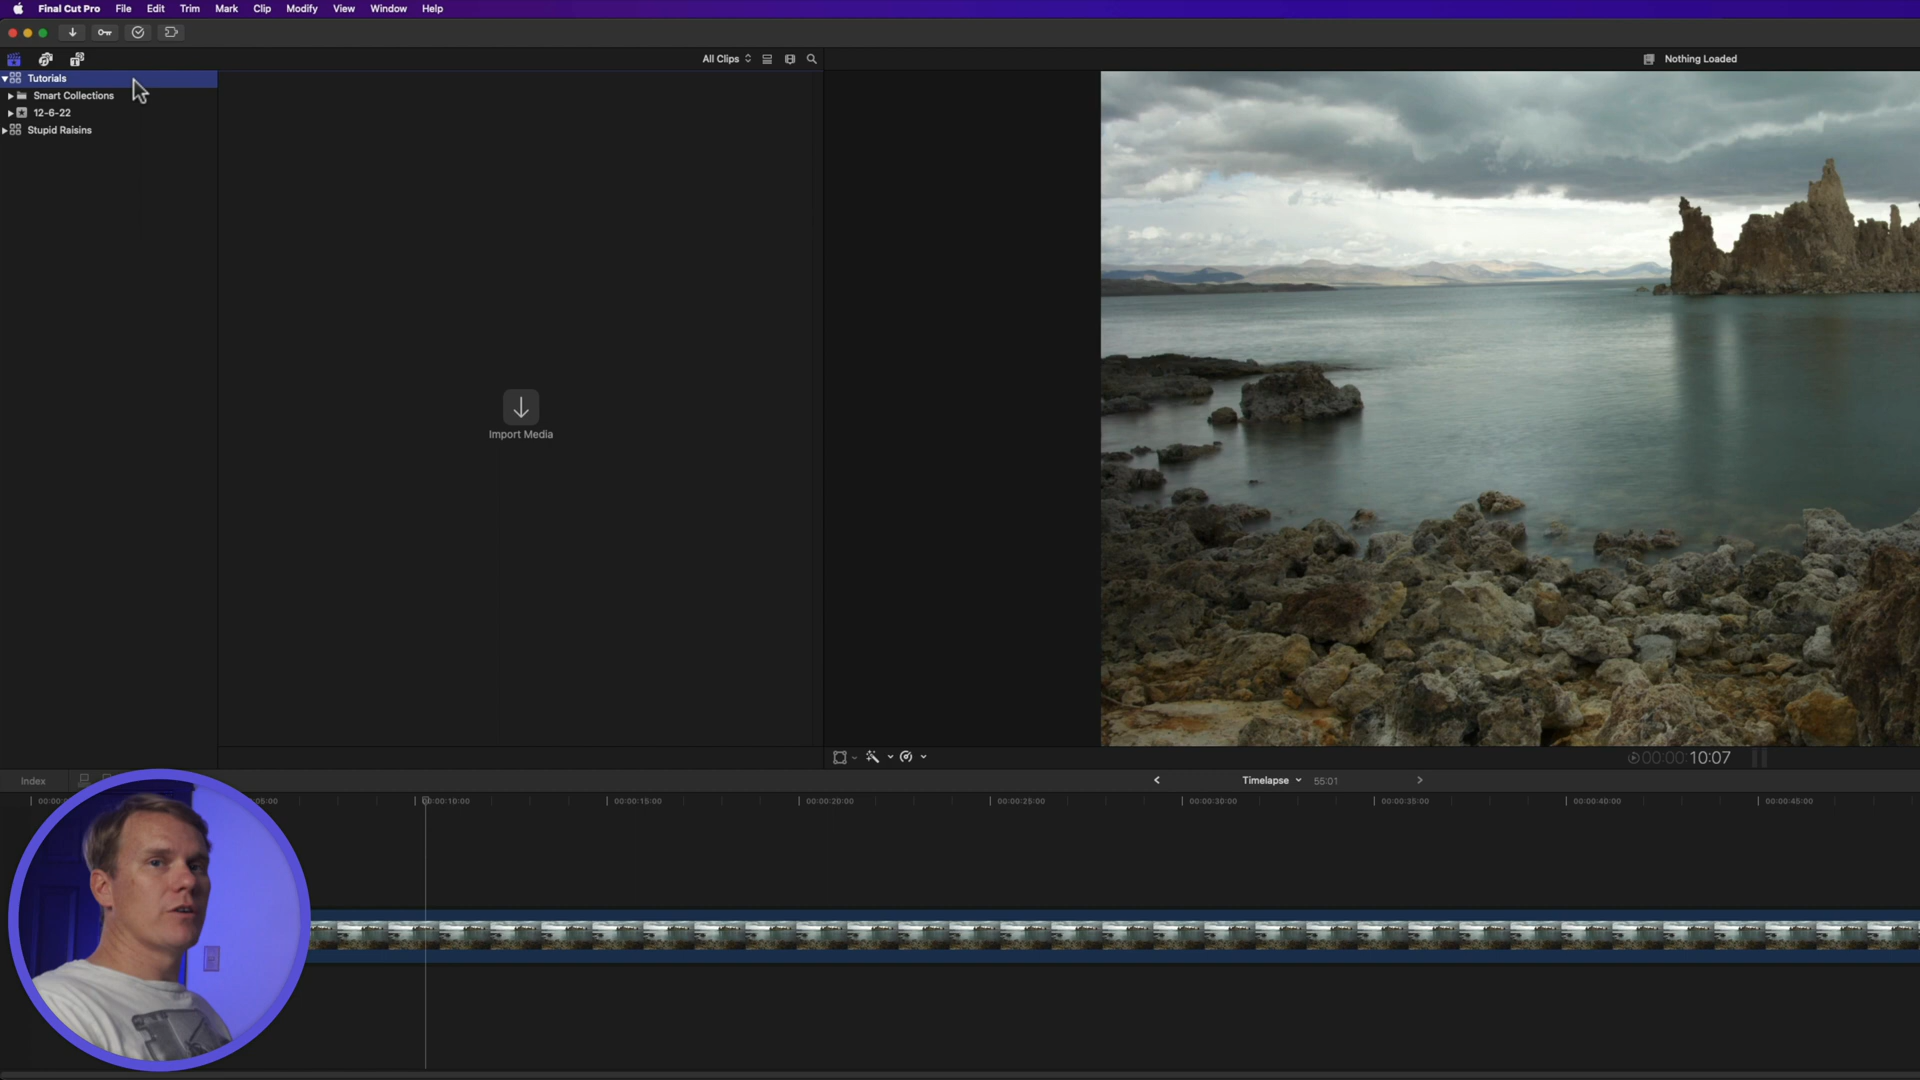 Final Cut Pro File Edit Trim Mark Clip Modify View Window Help
All Clips
Nothing Loaded
Tutorials
Smart Collections
12-6-22
Stupid Raisins
Import Media
00:00:00:10:07
Index
Timelapse 55:01
00:00:10:00 00:00:15:00 00:00:20:00 00:00:25:00 00:00:30:00 00:00:35:00 00:00:40:00 00:00:45:00